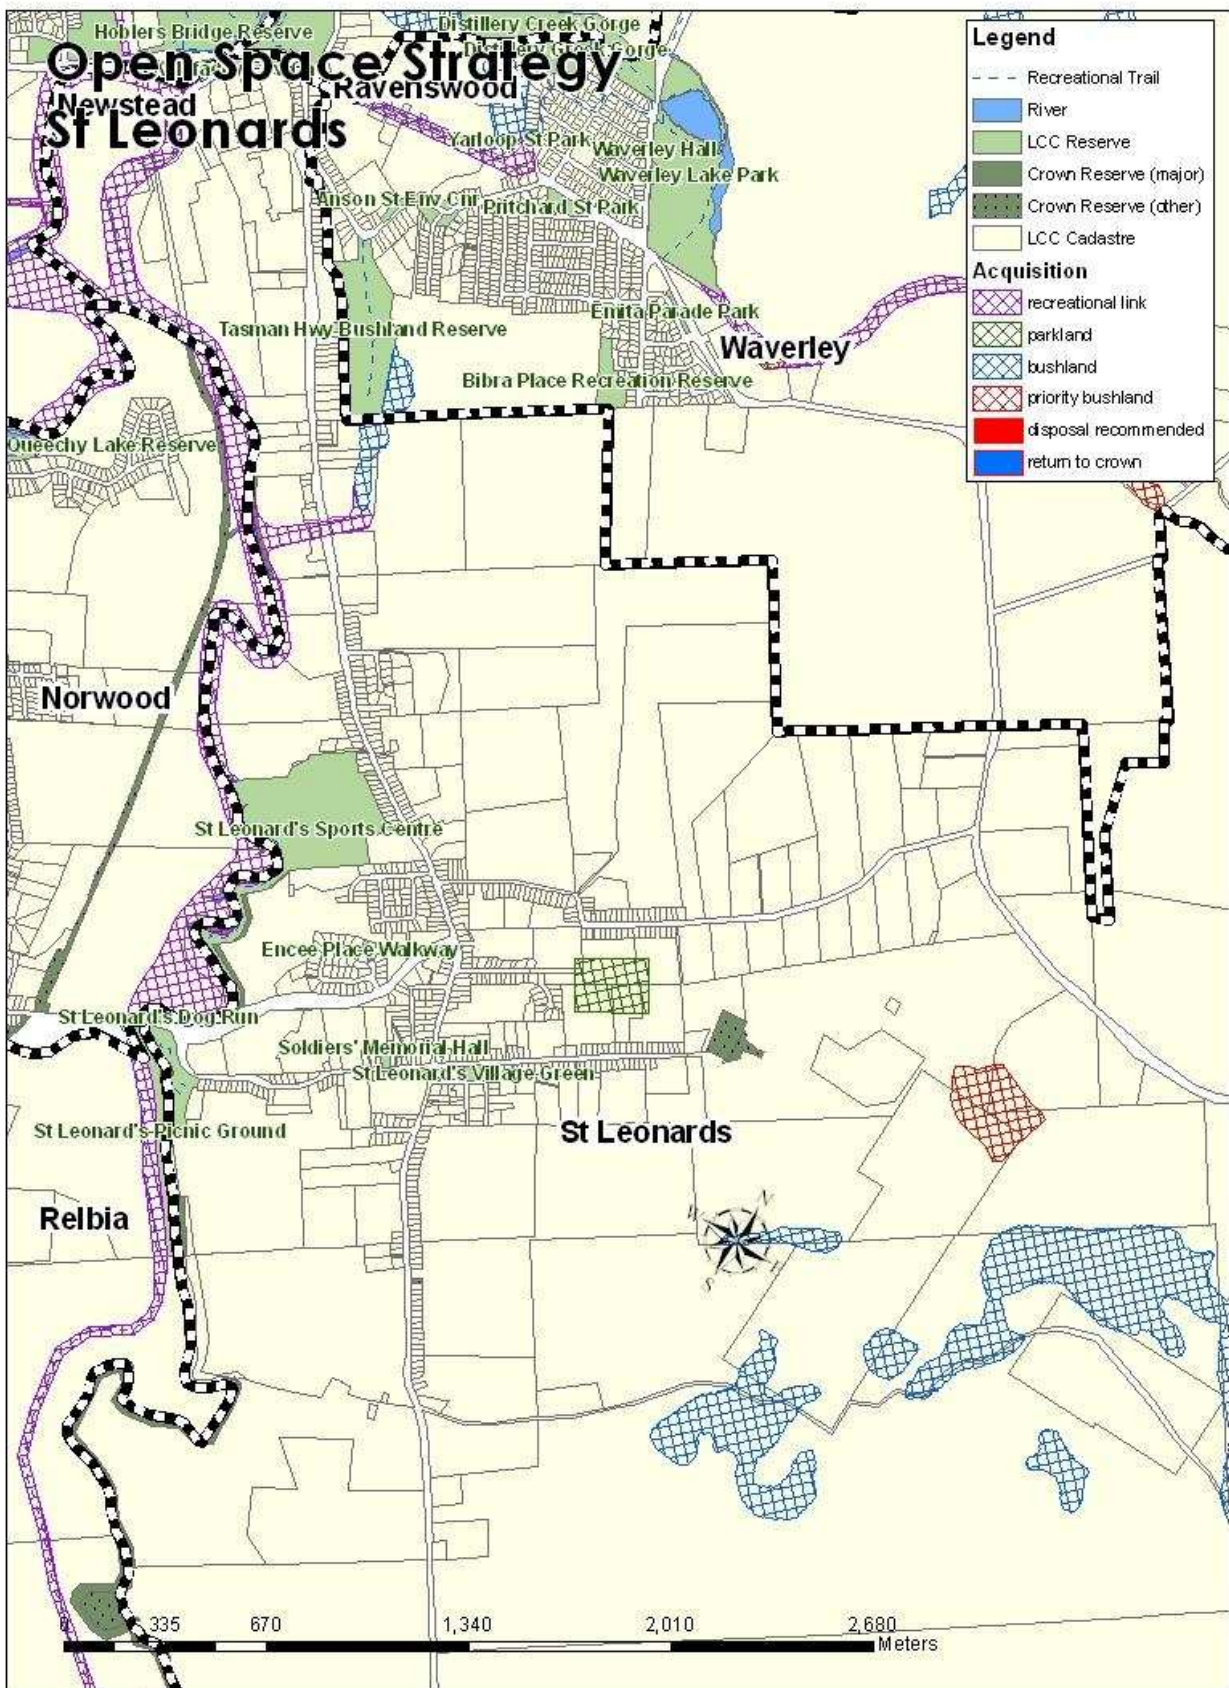 Hoblers Bridge Reserve
Distillery Creek Gorge
Distillery Creek Gorge
Open Space Strategy
St Leonards
Newstead
Ravenswood
Yarloop St Park
Waverley Hall
Waverley Lake Park
Anson St Env Cnr
Pritchard St Park
Tasman Hwy Bushland Reserve
Emita Parade Park
Waverley
Bibra Place Recreation Reserve
Queechy Lake Reserve
Norwood
St Leonard's Sports Centre
Encee Place Walkway
St Leonard's Dog Run
Soldiers' Memorial Hall
St Leonard's Village Green
St Leonard's Picnic Ground
St Leonards
Relbia
N
W
S
0 335 670 1,340 2,010 2,680
Meters
Legend
Recreational Trail
River
LCC Reserve
Crown Reserve (major)
Crown Reserve (other)
LCC Cadastre
Acquisition
recreational link
parkland
bushland
priority bushland
disposal recommended
return to crown